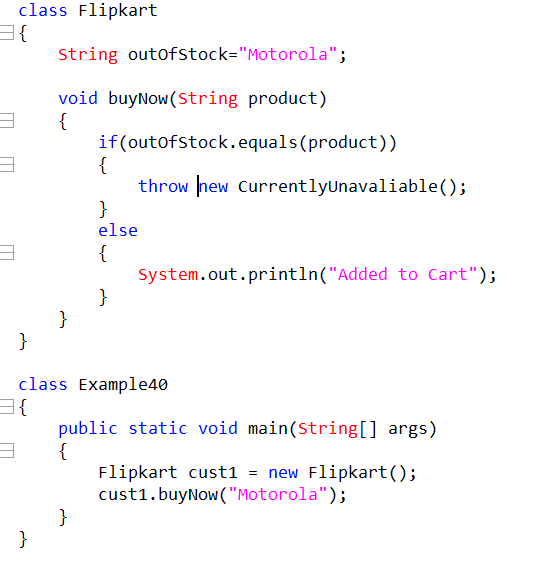 class Flipkart
{
    String outOfStock="Motorola";

    void buyNow(String product)
    {
        if(outOfStock.equals(product))
        {
            throw new CurrentlyUnavaliable();
        }
        else
        {
            System.out.println("Added to Cart");
        }
    }
}

class Example40
{
    public static void main(String[] args)
    {
        Flipkart cust1 = new Flipkart();
        cust1.buyNow("Motorola");
    }
}